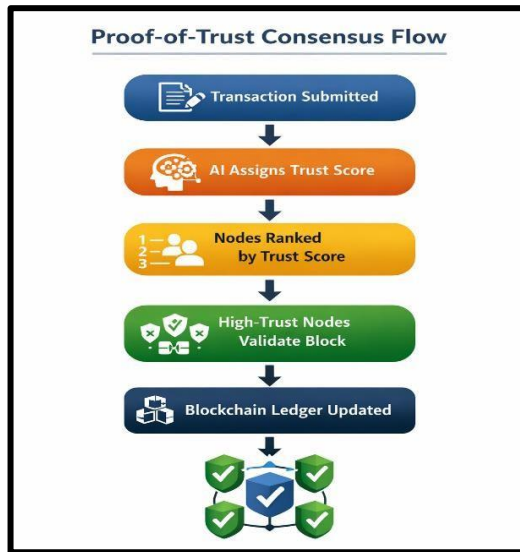 Proof-of-Trust Consensus Flow
Transaction Submitted
AI Assigns Trust Score
1
2
3
Nodes Ranked
by Trust Score
High-Trust Nodes
Validate Block
Blockchain Ledger Updated